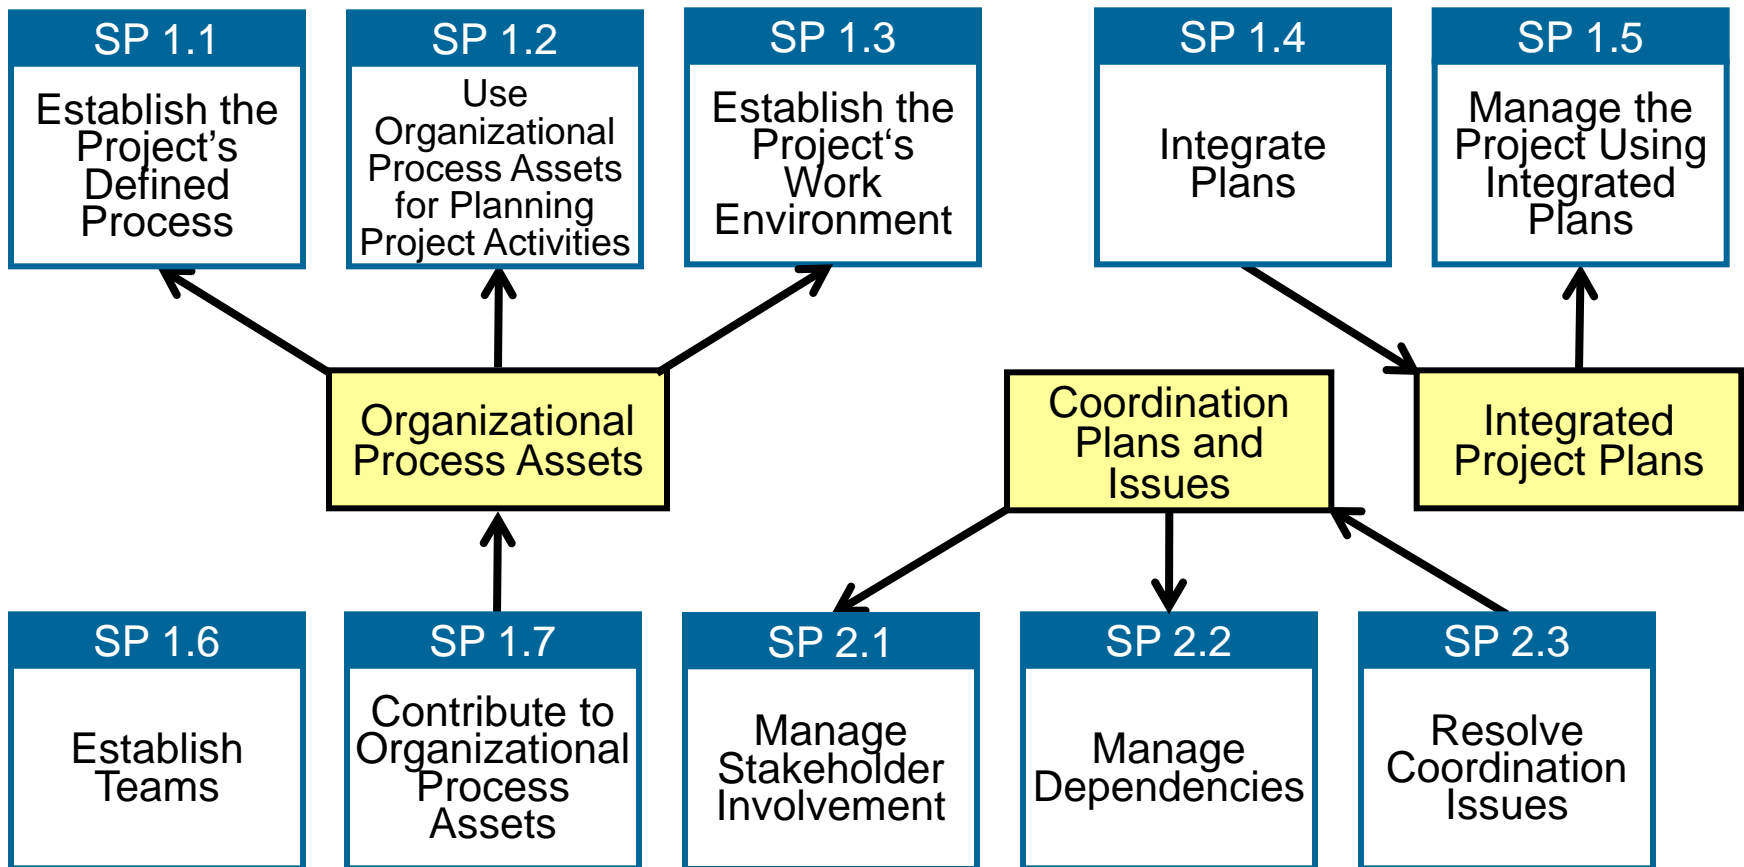 SP 1.1
Establish the
Project’s
Defined
Process
SP 1.2
Use
Organizational
Process Assets
for Planning
Project Activities
SP 1.3
Establish the
Project‘s
Work
Environment
SP 1.4
Integrate
Plans
SP 1.5
Manage the
Project Using
Integrated
Plans
Organizational
Process Assets
Coordination
Plans and
Issues
Integrated
Project Plans
SP 1.6
Establish
Teams
SP 1.7
Contribute to
Organizational
Process
Assets
SP 2.1
Manage
Stakeholder
Involvement
SP 2.2
Manage
Dependencies
SP 2.3
Resolve
Coordination
Issues